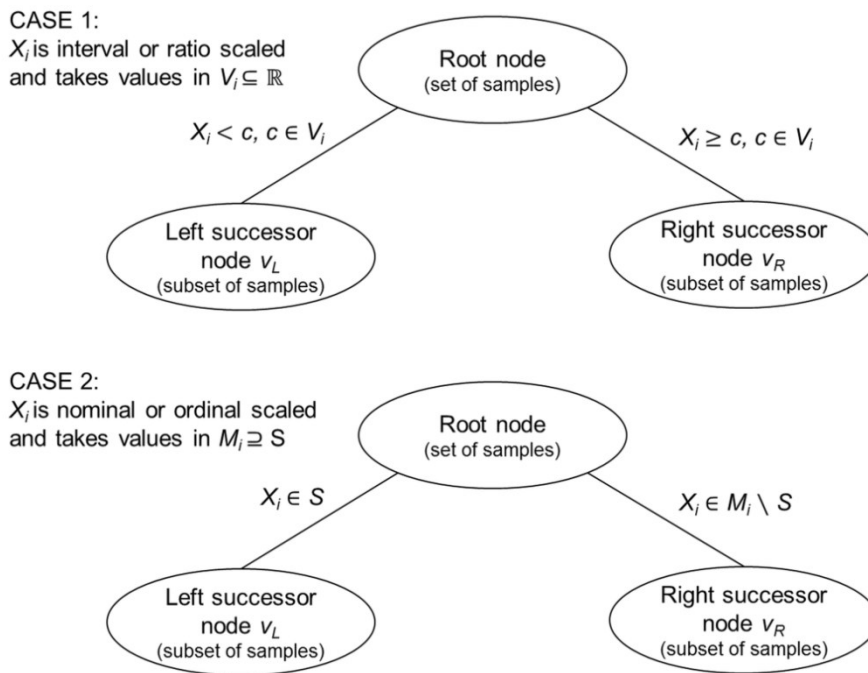 CASE 1:
Xᵢ is interval or ratio scaled
and takes values in Vᵢ ⊆ ℝ
Root node
(set of samples)
Xᵢ < c, c ∈ Vᵢ
Xᵢ ≥ c, c ∈ Vᵢ
Left successor
node v_L
(subset of samples)
Right successor
node v_R
(subset of samples)
CASE 2:
Xᵢ is nominal or ordinal scaled
and takes values in Mᵢ ⊇ S
Root node
(set of samples)
Xᵢ ∈ S
Xᵢ ∈ Mᵢ \ S
Left successor
node v_L
(subset of samples)
Right successor
node v_R
(subset of samples)